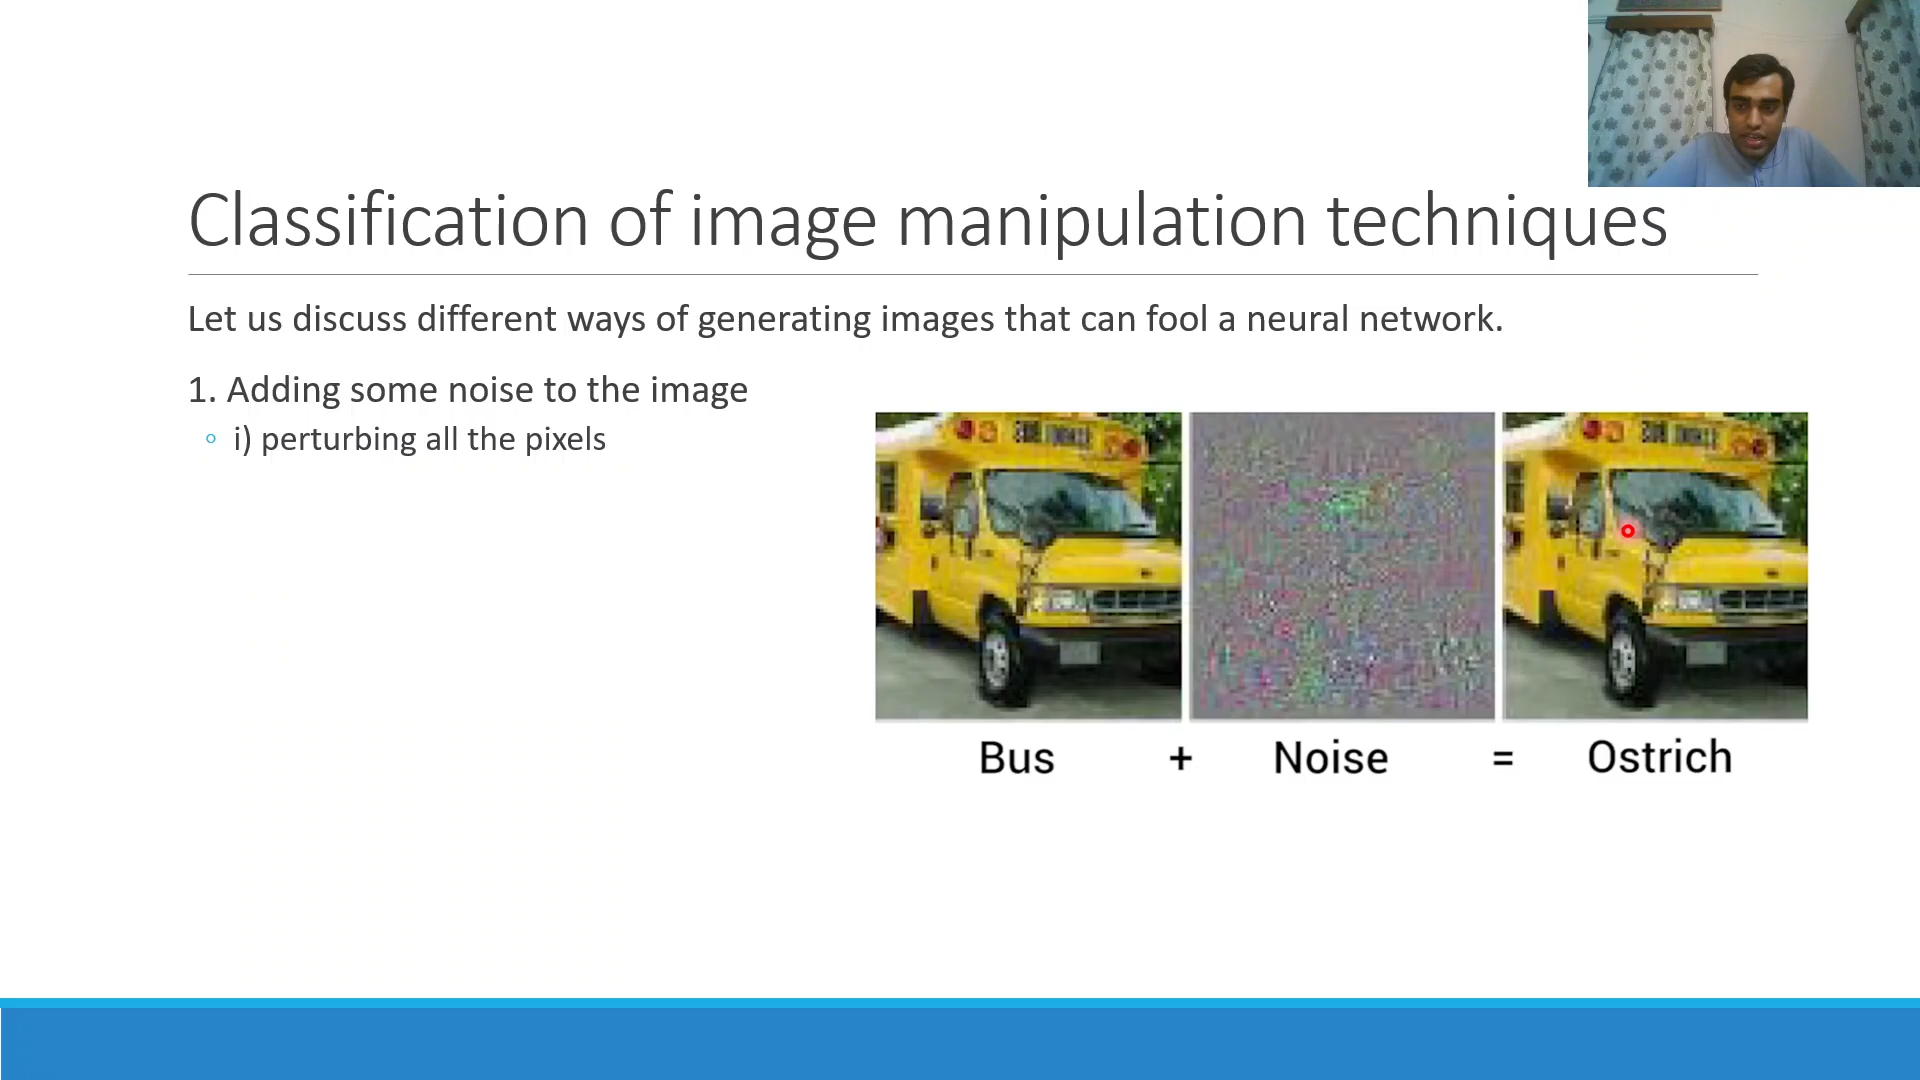 Classification of image manipulation techniques
Let us discuss different ways of generating images that can fool a neural network.
1. Adding some noise to the image
i) perturbing all the pixels
Bus + Noise = Ostrich